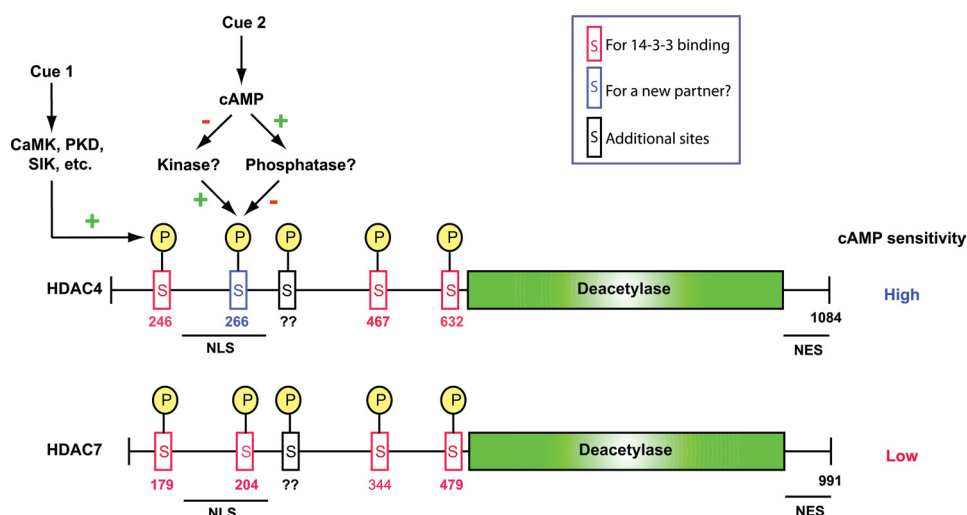 Cue 2
Cue 1
cAMP
- +
CaMK, PKD,
SIK, etc.
Kinase? Phosphatase?
+ -
+
S For 14-3-3 binding
S For a new partner?
S Additional sites
P P P P P
cAMP sensitivity
HDAC4 S S S S S Deacetylase High
246 266 ?? 467 632 1084
NLS NES
P P P P P
HDAC7 S S S S S Deacetylase Low
179 204 ?? 344 479 991
NLS NES